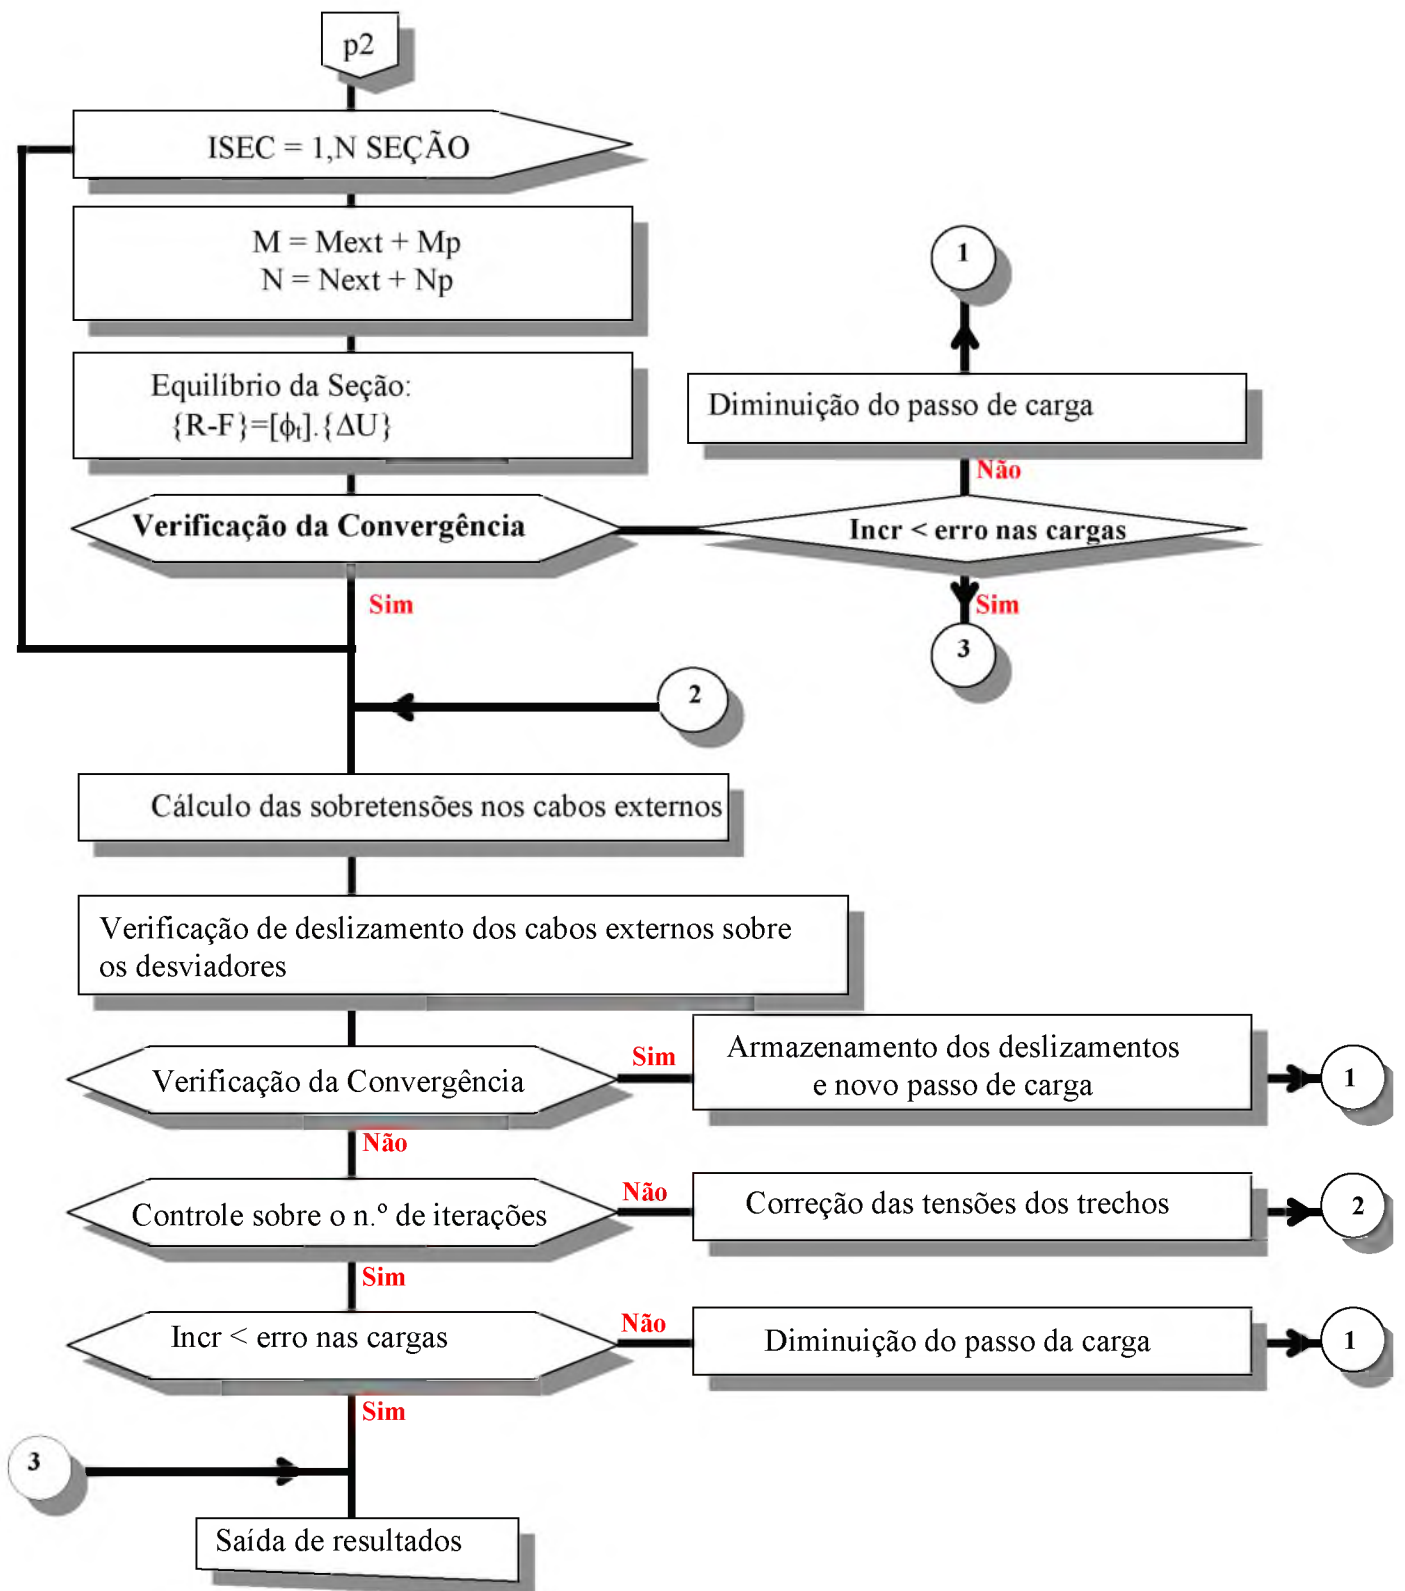 p2
ISEC = 1,N SEÇÃO
M = Mext + Mp
N = Next + Np
1
Equilíbrio da Seção:
{R-F}=[ϕt].{ΔU}
Diminuição do passo de carga
Não
Verificação da Convergência
Incr < erro nas cargas
Sim
Sim
3
2
Cálculo das sobretensões nos cabos externos
Verificação de deslizamento dos cabos externos sobre
os desviadores
Verificação da Convergência
Sim
Armazenamento dos deslizamentos
e novo passo de carga
1
Não
Controle sobre o n.º de iterações
Não
Correção das tensões dos trechos
2
Sim
Incr < erro nas cargas
Não
Diminuição do passo da carga
1
Sim
3
Saída de resultados